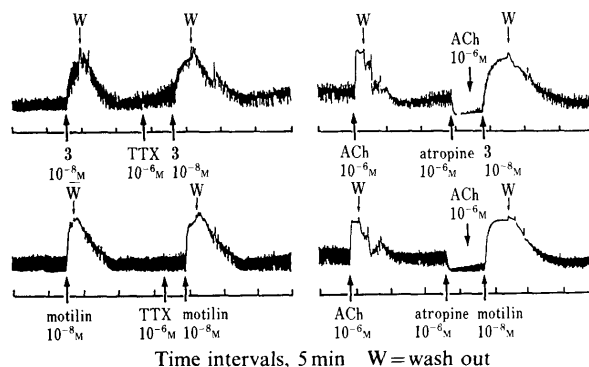 W W W ACh W
10⁻⁶M
3 TTX 3 ACh atropine 3
10⁻⁸M 10⁻⁶M 10⁻⁸M 10⁻⁶M 10⁻⁶M 10⁻⁸M
W W W ACh W
10⁻⁶M
motilin TTX motilin ACh atropine motilin
10⁻⁸M 10⁻⁶M 10⁻⁸M 10⁻⁶M 10⁻⁶M 10⁻⁸M
Time intervals, 5 min W = wash out